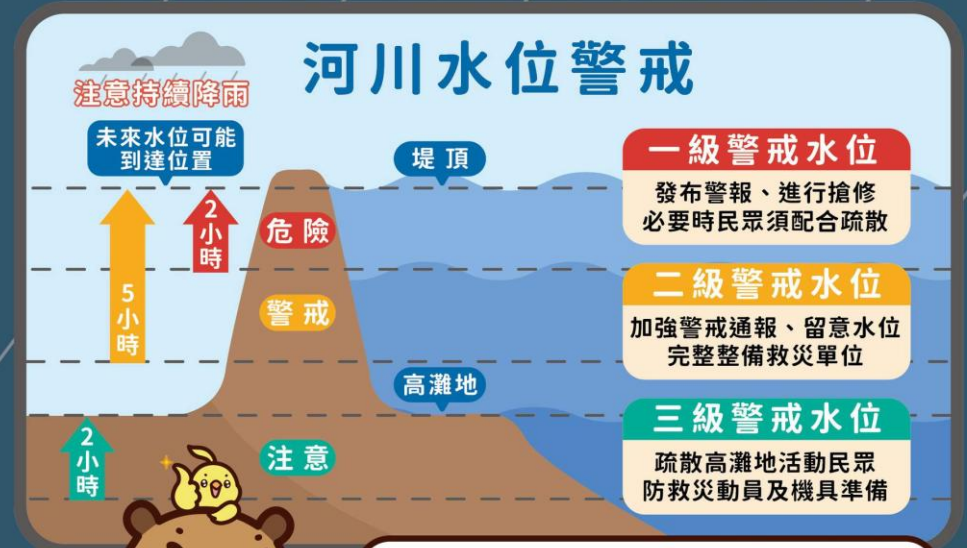 河川水位警戒
注意持續降雨
未來水位可能
到達位置
堤頂
2小時
5小時
危險
警戒
高灘地
2小時
注意
一級警戒水位
發布警報、進行搶修
必要時民眾須配合疏散
二級警戒水位
加強警戒通報、留意水位
完整整備救災單位
三級警戒水位
疏散高灘地活動民眾
防救災動員及機具準備